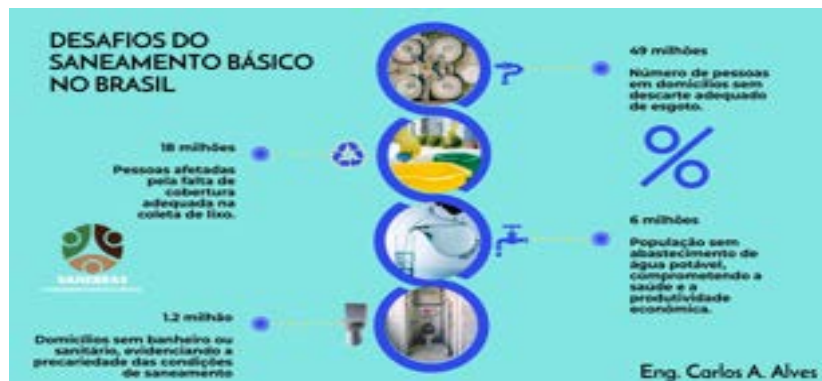 DESAFIOS DO
SANEAMENTO BÁSICO
NO BRASIL
49 milhões
Número de pessoas
em domicílios sem
descarte adequado
de esgoto.
18 milhões
Pessoas afetadas
pela falta de
cobertura
adequada na
coleta de lixo.
%
6 milhões
População sem
abastecimento de
água potável,
comprometendo a
saúde e a
produtividade
econômica.
SANEBRAS
1.2 milhão
Domicílios sem banheiro ou
sanitário, evidenciando a
precariedade das condições
de saneamento
Eng. Carlos A. Alves